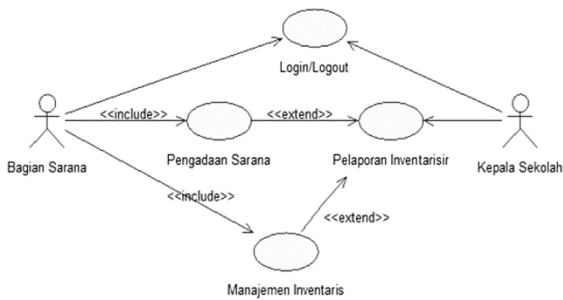 Login/Logout
<<include>>
<<extend>>
Bagian Sarana
Pengadaan Sarana
Pelaporan Inventarisir
Kepala Sekolah
<<include>>
<<extend>>
Manajemen Inventaris